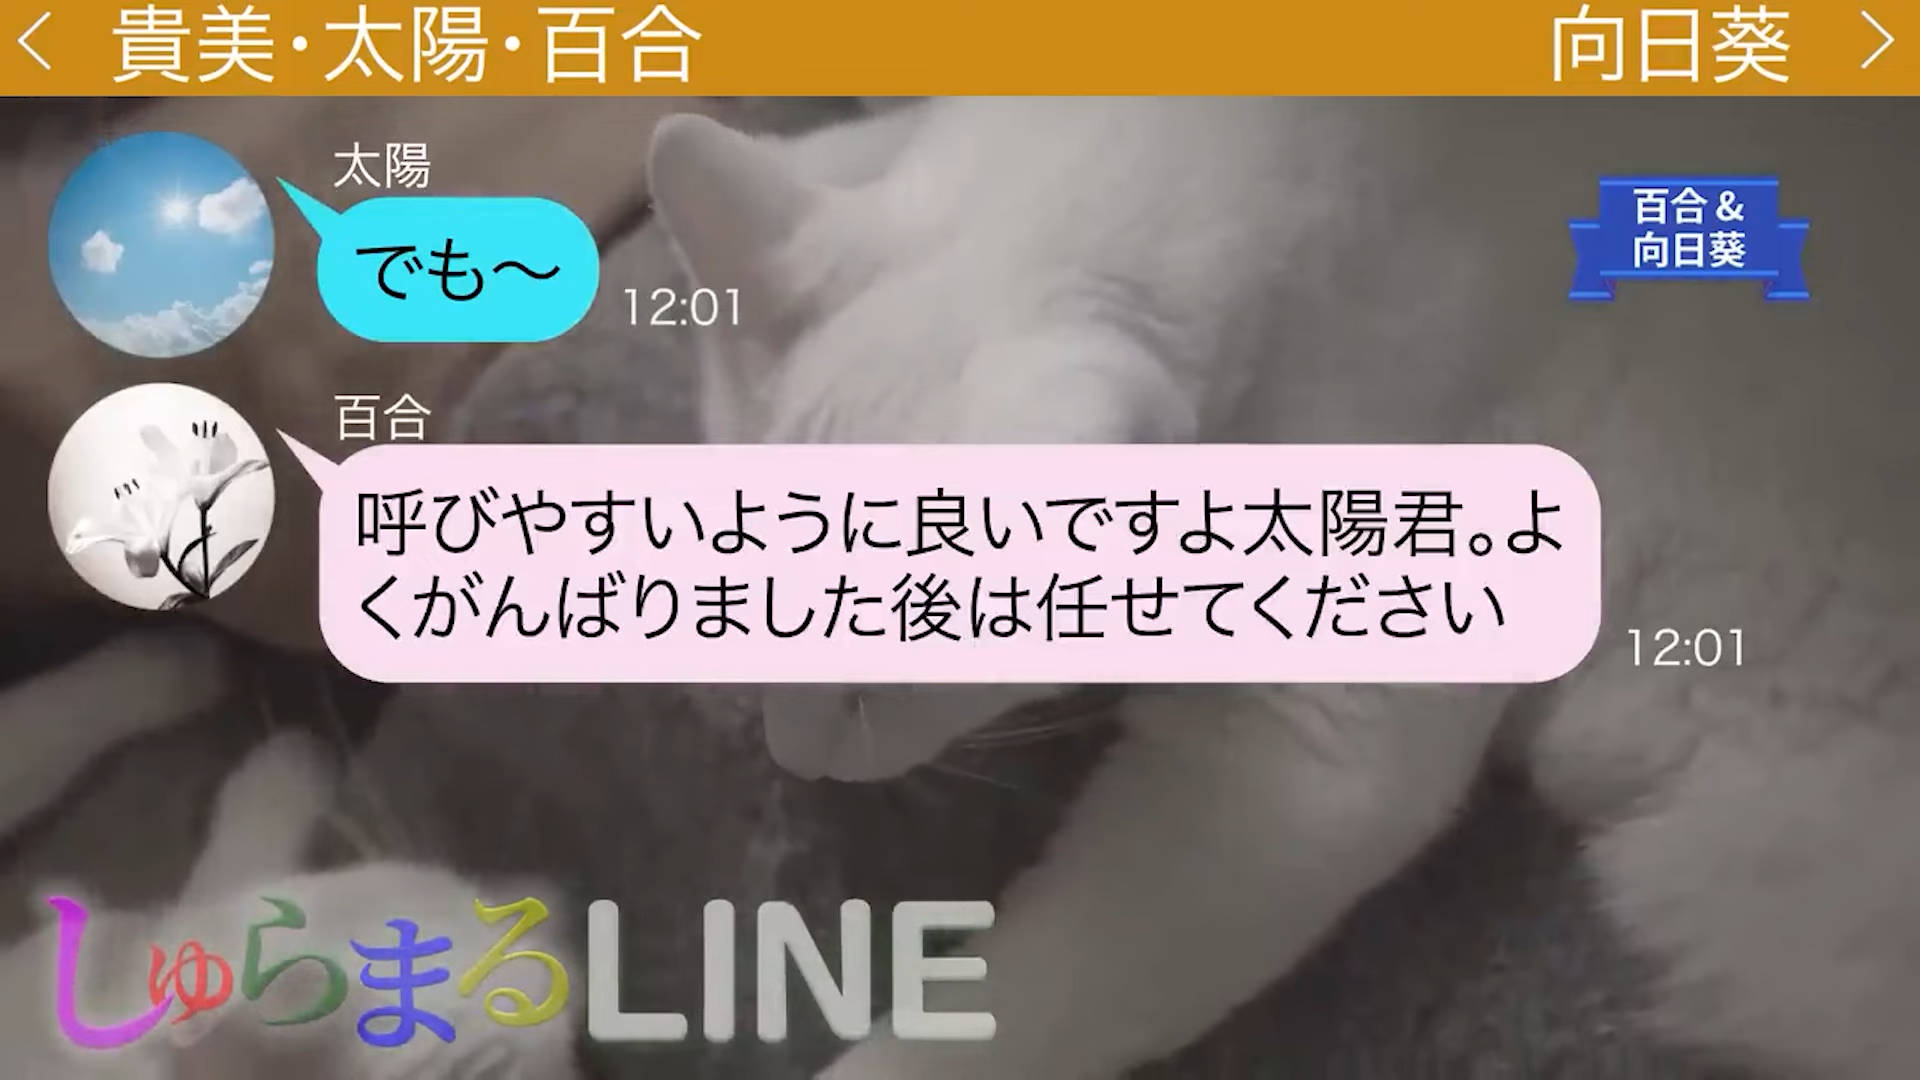 貴美・太陽・百合
向日葵
太陽
でも〜
12:01
百合&
向日葵
百合
呼びやすいように良いですよ太陽君。よ
くがんばりました後は任せてください
12:01
しゅらまるLINE